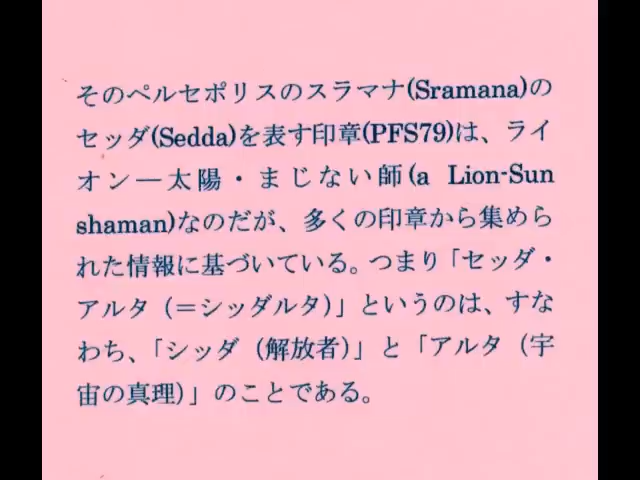 そのペルセポリスのスラマナ(Sramana)の
セッダ(Sedda)を表す印章(PFS79)は、ライ
オン―太陽・まじない師(a Lion-Sun
shaman)なのだが、多くの印章から集めら
れた情報に基づいている。つまり「セッダ・
アルタ（＝シッダルタ）」というのは、すな
わち、「シッダ（解放者）」と「アルタ（宇
宙の真理）」のことである。